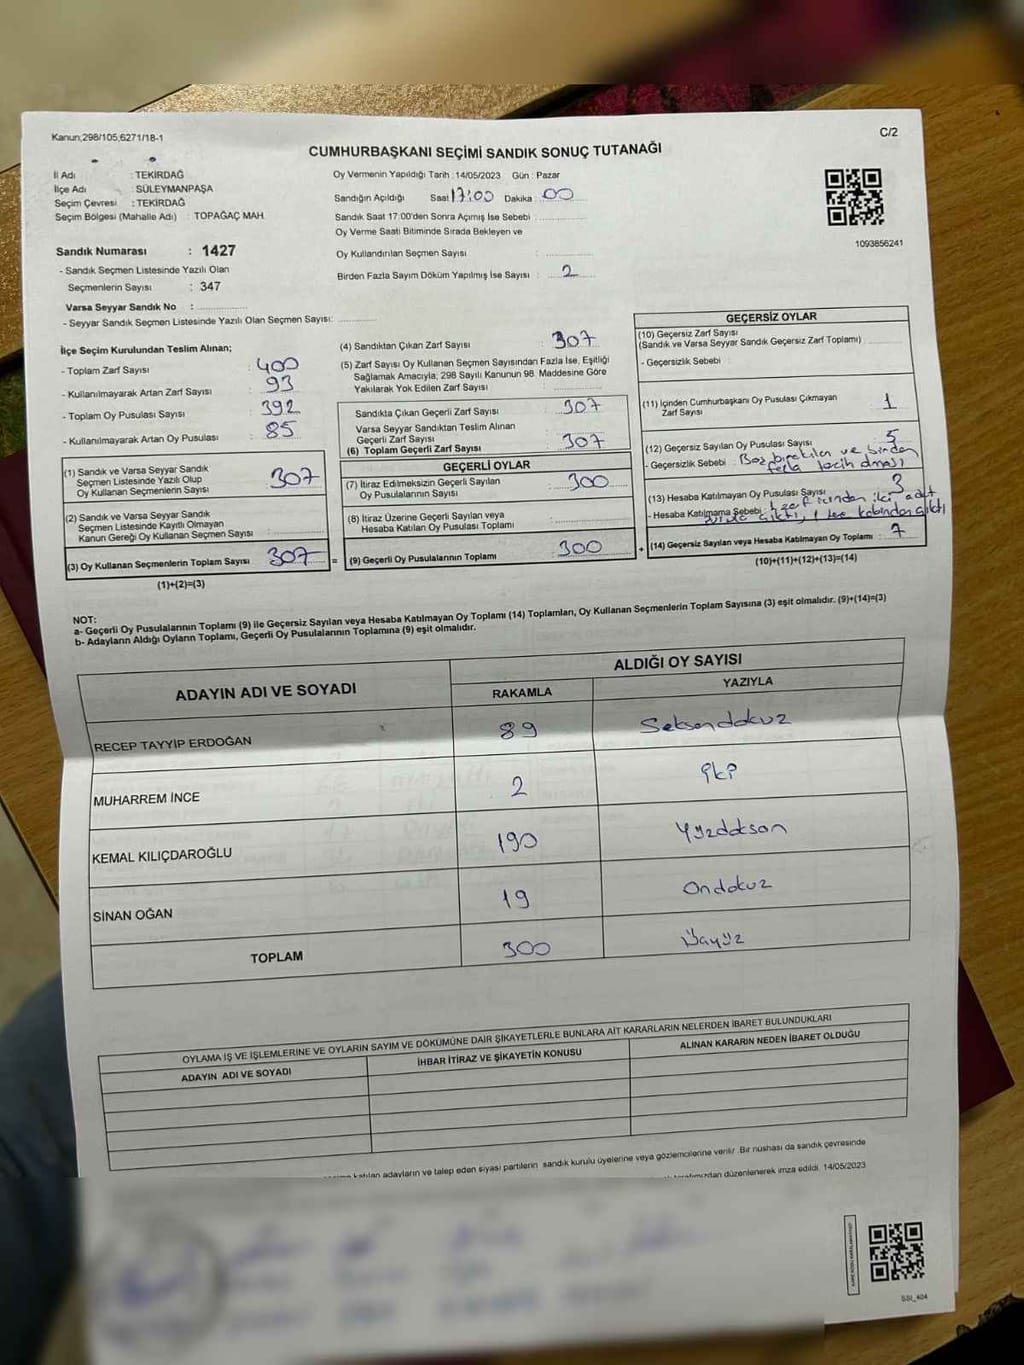 Kanun;298/105;6271/18-1
C/2
CUMHURBAŞKANI SEÇİMİ SANDIK SONUÇ TUTANAĞI
İl Adı : TEKİRDAĞ
İlçe Adı : SÜLEYMANPAŞA
Seçim Çevresi : TEKİRDAĞ
Seçim Bölgesi (Mahalle Adı) : TOPAĞAÇ MAH.
Sandık Numarası : 1427
- Sandık Seçmen Listesinde Yazılı Olan
Seçmenlerin Sayısı : 347
Varsa Seyyar Sandık No :
- Seyyar Sandık Seçmen Listesinde Yazılı Olan Seçmen Sayısı:
Oy Vermenin Yapıldığı Tarih :14/05/2023 Gün : Pazar
Sandığın Açıldığı Saat 17:00 Dakika : 00
Sandık Saat 17:00'den Sonra Açımış İse Sebebi :
Oy Verme Saati Bitiminde Sırada Bekleyen ve
Oy Kullandırılan Seçmen Sayısı :
Birden Fazla Sayım Döküm Yapılmış İse Sayısı : 2
1093856241
İlçe Seçim Kurulundan Teslim Alınan;
- Toplam Zarf Sayısı : 400
- Kullanılmayarak Artan Zarf Sayısı : 93
- Toplam Oy Pusulası Sayısı : 392
- Kullanılmayarak Artan Oy Pusulası : 85
(1) Sandık ve Varsa Seyyar Sandık
Seçmen Listesinde Yazılı Olup
Oy Kullanan Seçmenlerin Sayısı : 307
(2) Sandık ve Varsa Seyyar Sandık
Seçmen Listesinde Kayıtlı Olmayan
Kanun Gereği Oy Kullanan Seçmen Sayısı :
(3) Oy Kullanan Seçmenlerin Toplam Sayısı : 307
(1)+(2)=(3)
(4) Sandıktan Çıkan Zarf Sayısı : 307
(5) Zarf Sayısı Oy Kullanan Seçmen Sayısından Fazla İse, Eşitliği
Sağlamak Amacıyla; 298 Sayılı Kanunun 98. Maddesine Göre
Yakılarak Yok Edilen Zarf Sayısı :
Sandıkta Çıkan Geçerli Zarf Sayısı : 307
Varsa Seyyar Sandıktan Teslim Alınan
Geçerli Zarf Sayısı :
(6) Toplam Geçerli Zarf Sayısı : 307
GEÇERLİ OYLAR
(7) İtiraz Edilmeksizin Geçerli Sayılan
Oy Pusulalarının Sayısı : 300
(8) İtiraz Üzerine Geçerli Sayılan veya
Hesaba Katılan Oy Pusulası Toplamı :
= (9) Geçerli Oy Pusulalarının Toplamı : 300
GEÇERSİZ OYLAR
(10) Geçersiz Zarf Sayısı
(Sandık ve Varsa Seyyar Sandık Geçersiz Zarf Toplamı)
- Geçersizlik Sebebi :
(11) İçinden Cumhurbaşkanı Oy Pusulası Çıkmayan
Zarf Sayısı : 1
(12) Geçersiz Sayılan Oy Pusulası Sayısı : 5
- Geçersizlik Sebebi : Boş bırakılan ve birden
fazla tercih olması
(13) Hesaba Katılmayan Oy Pusulası Sayısı : 3
- Hesaba Katılmama Sebebi : 1 zarf içinden iki adet
çıktı, 1
+ (14) Geçersiz Sayılan veya Hesaba Katılmayan Oy Toplamı : 7
(10)+(11)+(12)+(13)=(14)
NOT:
a- Geçerli Oy Pusulalarının Toplamı (9) ile Geçersiz Sayılan veya Hesaba Katılmayan Oy Toplamı (14) Toplamları, Oy Kullanan Seçmenlerin Toplam Sayısına (3) eşit olmalıdır. (9)+(14)=(3)
b- Adayların Aldığı Oyların Toplamı, Geçerli Oy Pusulalarının Toplamına (9) eşit olmalıdır.
ADAYIN ADI VE SOYADI
ALDIĞI OY SAYISI
RAKAMLA YAZIYLA
RECEP TAYYİP ERDOĞAN 89 Seksendokuz
MUHARREM İNCE 2 İki
KEMAL KILIÇDAROĞLU 190 Yüzdoksan
SİNAN OĞAN 19 Ondokuz
TOPLAM 300 Üçyüz
OYLAMA İŞ VE İŞLEMLERİNE VE OYLARIN SAYIM VE DÖKÜMÜNE DAİR ŞİKAYETLERLE BUNLARA AİT KARARLARIN NELERDEN İBARET BULUNDUKLARI
ADAYIN ADI VE SOYADI İHBAR İTİRAZ VE ŞİKAYETİN KONUSU ALINAN KARARIN NEDEN İBARET OLDUĞU
katılan adayların ve talep eden siyasi partilerin sandık kurulu üyelerine veya gözlemcilerine verilir. Bir nüshası da sandık çevresinde
düzenlenerek imza edildi. 14/05/2023
SSI_404